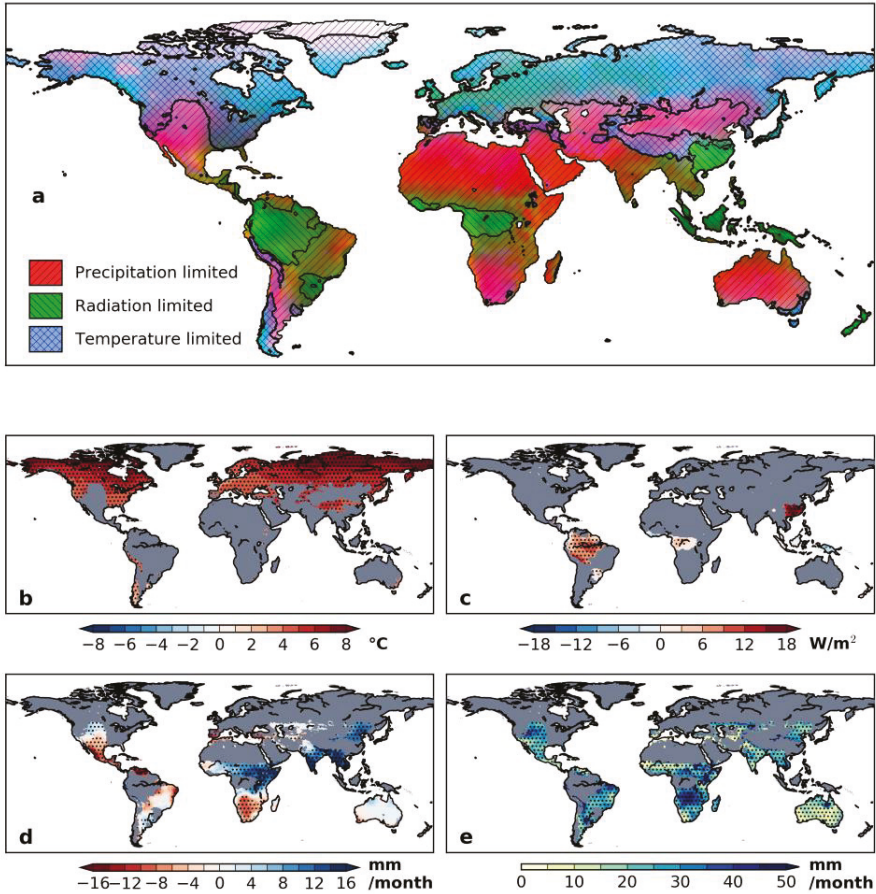 a
Precipitation limited
Radiation limited
Temperature limited
b
−8 −6 −4 −2 0 2 4 6 8 °C
c
−18 −12 −6 0 6 12 18 W/m²
d
−16−12 −8 −4 0 4 8 12 16 mm /month
e
0 10 20 30 40 50 mm /month